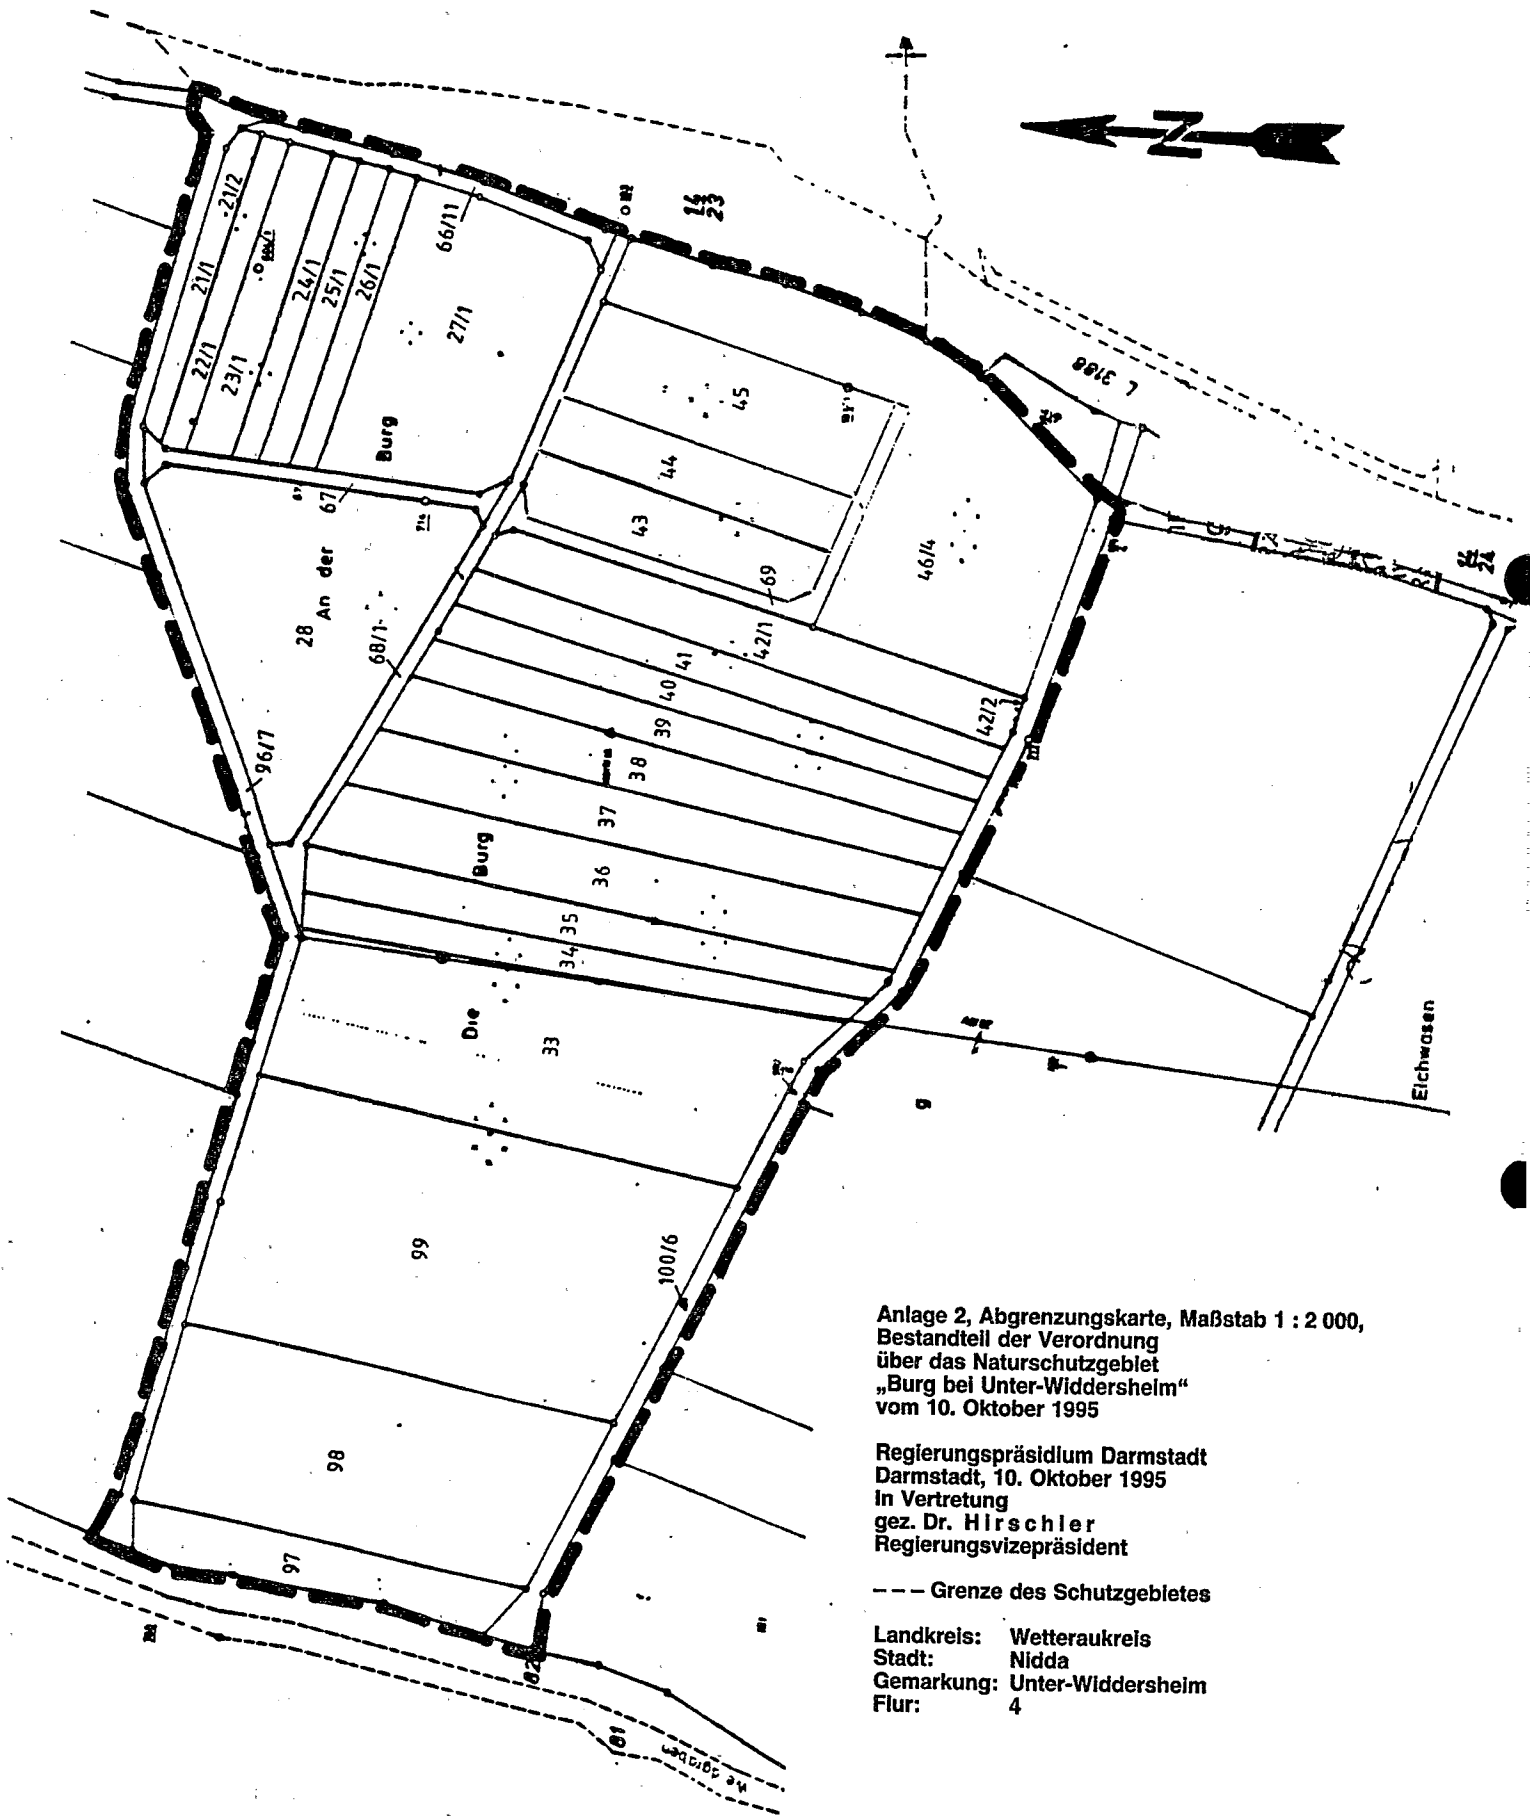 N
14
23
21/2
21/1
22/1
23/1
24/1
25/1
26/1
66/11
27/1
Burg
67
An der
28
68/1
96/7
45
44
43
69
46/4
42/1
41
40
39
38
37
36
35
34
42/2
L 3188
24
Burg
Die
33
99
100/6
98
97
82
81
g
Eichwasen
Anlage 2, Abgrenzungskarte, Maßstab 1 : 2 000,
Bestandteil der Verordnung
über das Naturschutzgebiet
„Burg bei Unter-Widdersheim“
vom 10. Oktober 1995
Regierungspräsidium Darmstadt
Darmstadt, 10. Oktober 1995
In Vertretung
gez. Dr. Hirschler
Regierungsvizepräsident
--- Grenze des Schutzgebietes
Landkreis: Wetteraukreis
Stadt: Nidda
Gemarkung: Unter-Widdersheim
Flur: 4